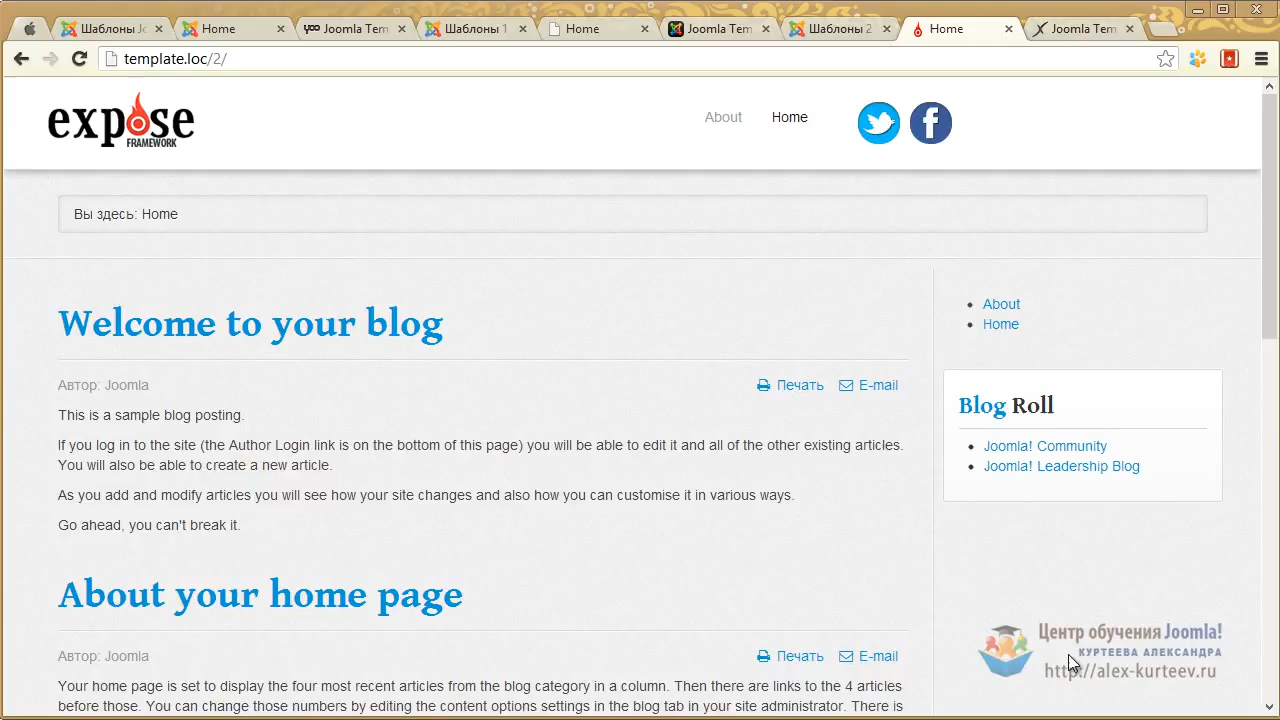 Шаблоны Jo
Home
YOO Joomla Tem
Шаблоны 1
Home
Joomla Tem
Шаблоны 2
Home
Joomla Tem
template.loc/2/
expose
FRAMEWORK
About
Home
Вы здесь: Home
Welcome to your blog
About
Home
Автор: Joomla
Печать
E-mail
Blog Roll
This is a sample blog posting.
If you log in to the site (the Author Login link is on the bottom of this page) you will be able to edit it and all of the other existing articles.
You will also be able to create a new article.
Joomla! Community
Joomla! Leadership Blog
As you add and modify articles you will see how your site changes and also how you can customise it in various ways.
Go ahead, you can't break it.
About your home page
Автор: Joomla
Печать
E-mail
Your home page is set to display the four most recent articles from the blog category in a column. Then there are links to the 4 articles
before those. You can change those numbers by editing the content options settings in the blog tab in your site administrator. There is
Центр обучения Joomla!
КУРТЕЕВА АЛЕКСАНДРА
http://alex-kurteev.ru